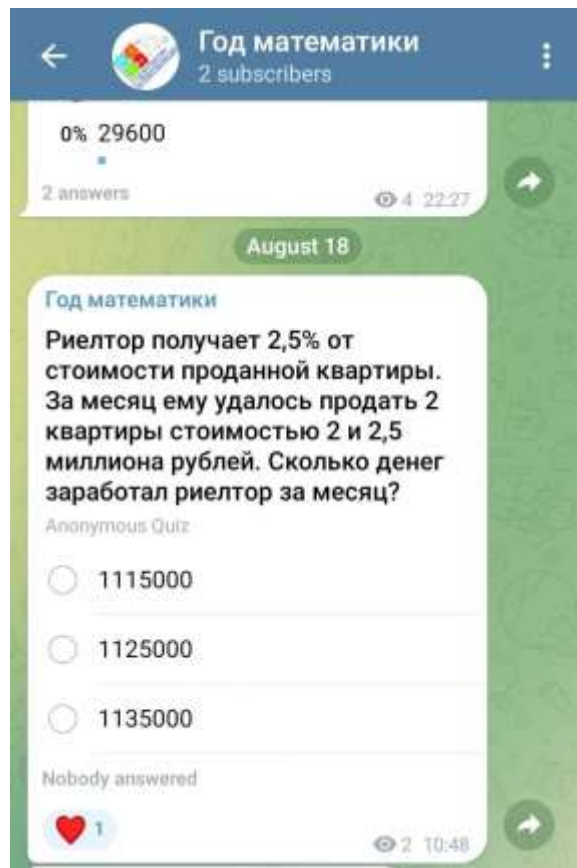 Год математики
2 subscribers
0% 29600
2 answers
4 22:27
August 18
Год математики
Риелтор получает 2,5% от
стоимости проданной квартиры.
За месяц ему удалось продать 2
квартиры стоимостью 2 и 2,5
миллиона рублей. Сколько денег
заработал риелтор за месяц?
Anonymous Quiz
1115000
1125000
1135000
Nobody answered
1
2 10:48